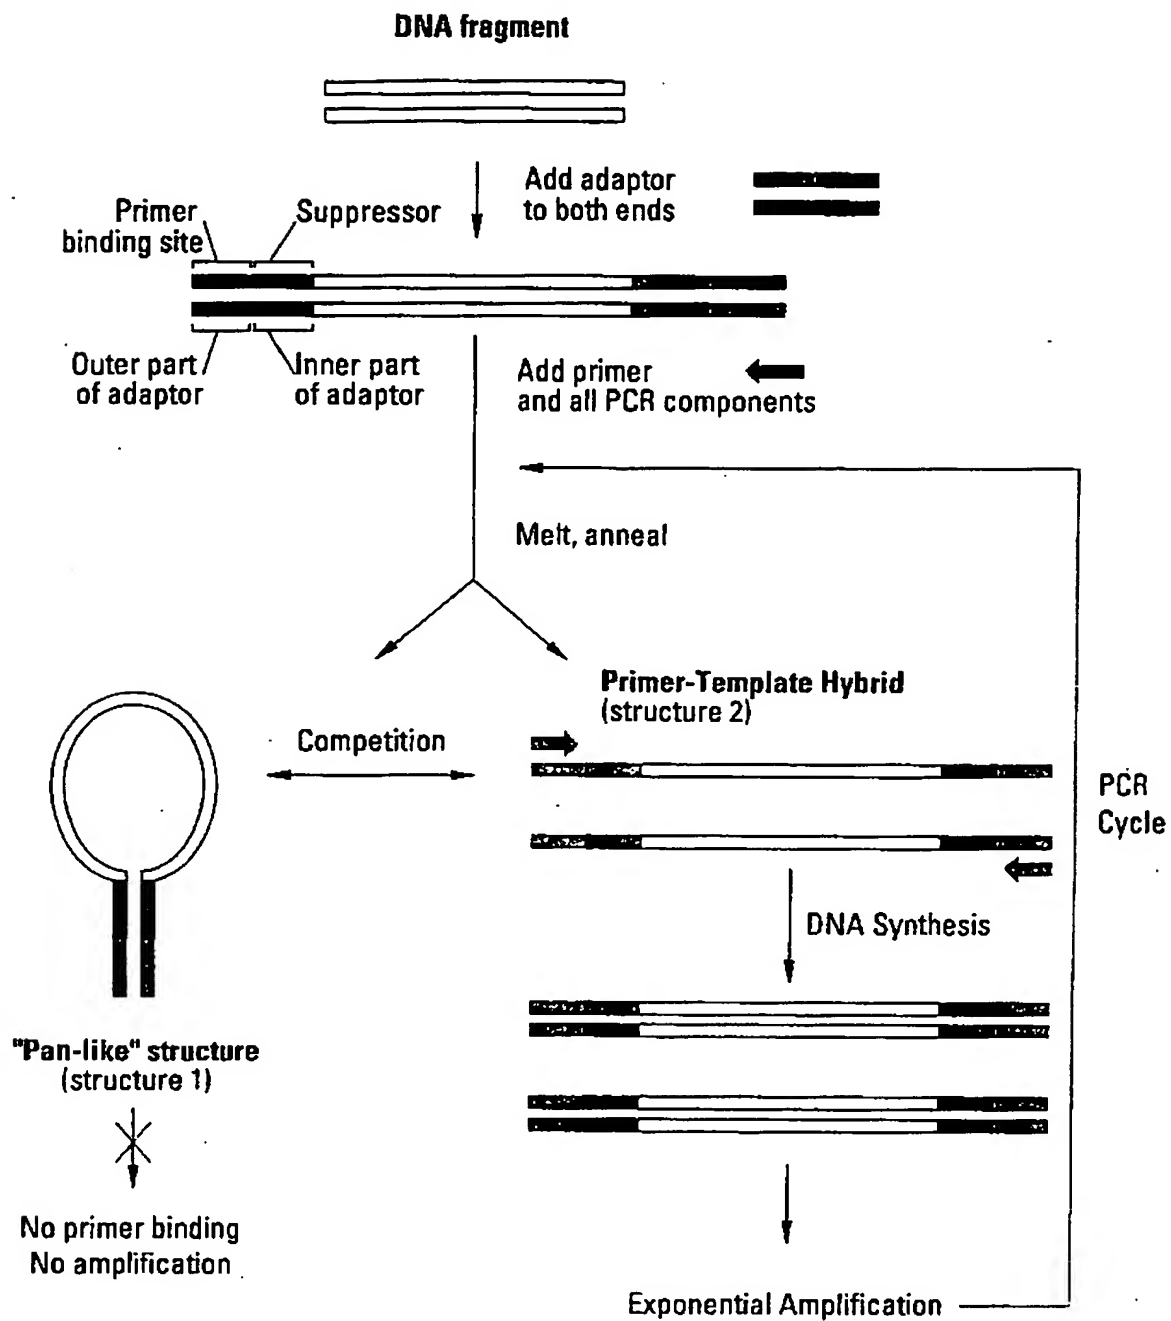 DNA fragment
Add adaptor
to both ends
Primer
binding site
Suppressor
Outer part
of adaptor
Inner part
of adaptor
Add primer
and all PCR components
Melt, anneal
Primer-Template Hybrid
(structure 2)
Competition
PCR
Cycle
DNA Synthesis
"Pan-like" structure
(structure 1)
No primer binding
No amplification
Exponential Amplification